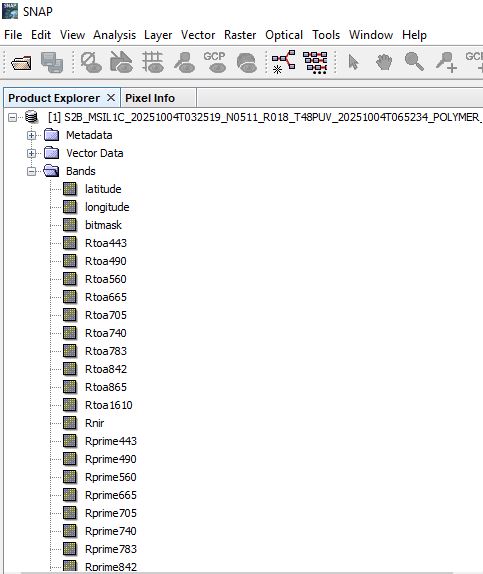 SNAP
File Edit View Analysis Layer Vector Raster Optical Tools Window Help
GCP GCP
Product Explorer × Pixel Info
[1] S2B_MSIL1C_20251004T032519_N0511_R018_T48PUV_20251004T065234_POLYMER_
Metadata
Vector Data
Bands
latitude
longitude
bitmask
Rtoa443
Rtoa490
Rtoa560
Rtoa665
Rtoa705
Rtoa740
Rtoa783
Rtoa842
Rtoa865
Rtoa1610
Rnir
Rprime443
Rprime490
Rprime560
Rprime665
Rprime705
Rprime740
Rprime783
Rprime842